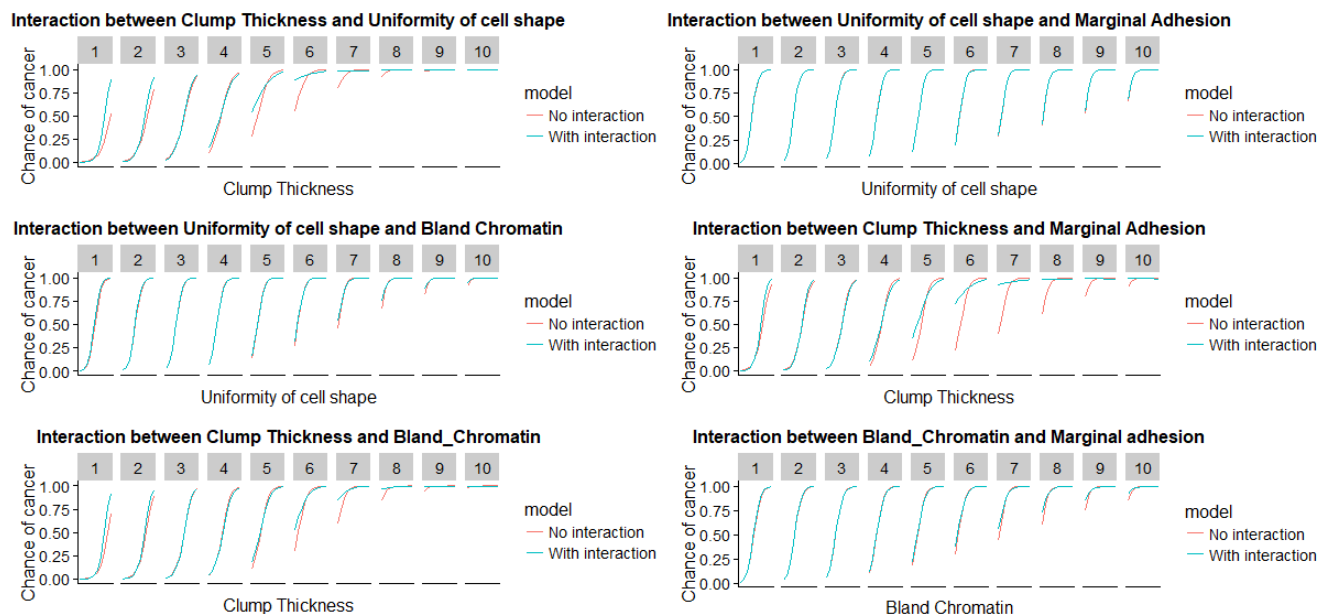 Interaction between Clump Thickness and Uniformity of cell shape
1 2 3 4 5 6 7 8 9 10
Chance of cancer
1.00
0.75
0.50
0.25
0.00
Clump Thickness
model
No interaction
With interaction
Interaction between Uniformity of cell shape and Marginal Adhesion
1 2 3 4 5 6 7 8 9 10
Chance of cancer
1.00
0.75
0.50
0.25
0.00
Uniformity of cell shape
model
No interaction
With interaction
Interaction between Uniformity of cell shape and Bland Chromatin
1 2 3 4 5 6 7 8 9 10
Chance of cancer
1.00
0.75
0.50
0.25
0.00
Uniformity of cell shape
model
No interaction
With interaction
Interaction between Clump Thickness and Marginal Adhesion
1 2 3 4 5 6 7 8 9 10
Chance of cancer
1.00
0.75
0.50
0.25
0.00
Clump Thickness
model
No interaction
With interaction
Interaction between Clump Thickness and Bland_Chromatin
1 2 3 4 5 6 7 8 9 10
Chance of cancer
1.00
0.75
0.50
0.25
0.00
Clump Thickness
model
No interaction
With interaction
Interaction between Bland_Chromatin and Marginal adhesion
1 2 3 4 5 6 7 8 9 10
Chance of cancer
1.00
0.75
0.50
0.25
0.00
Bland Chromatin
model
No interaction
With interaction